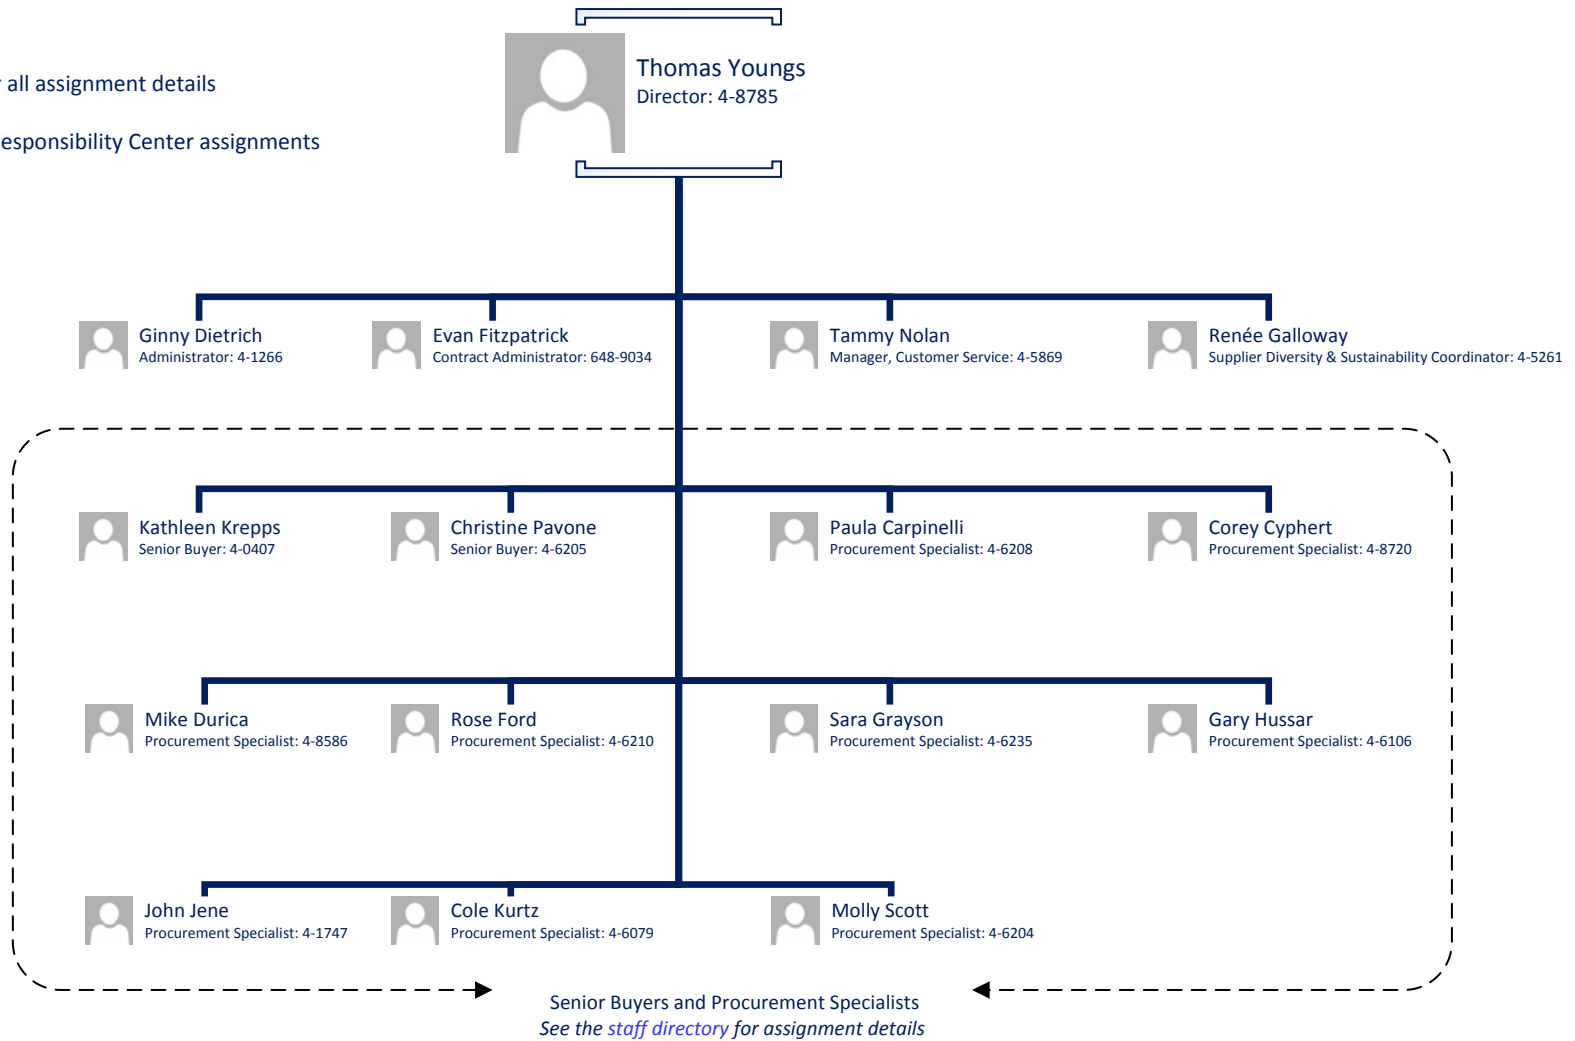 all assignment details
Responsibility Center assignments
Thomas Youngs
Director: 4-8785
Ginny Dietrich
Administrator: 4-1266
Evan Fitzpatrick
Contract Administrator: 648-9034
Tammy Nolan
Manager, Customer Service: 4-5869
Renée Galloway
Supplier Diversity & Sustainability Coordinator: 4-5261
Kathleen Krepps
Senior Buyer: 4-0407
Christine Pavone
Senior Buyer: 4-6205
Paula Carpinelli
Procurement Specialist: 4-6208
Corey Cyphert
Procurement Specialist: 4-8720
Mike Durica
Procurement Specialist: 4-8586
Rose Ford
Procurement Specialist: 4-6210
Sara Grayson
Procurement Specialist: 4-6235
Gary Hussar
Procurement Specialist: 4-6106
John Jene
Procurement Specialist: 4-1747
Cole Kurtz
Procurement Specialist: 4-6079
Molly Scott
Procurement Specialist: 4-6204
Senior Buyers and Procurement Specialists
See the staff directory for assignment details